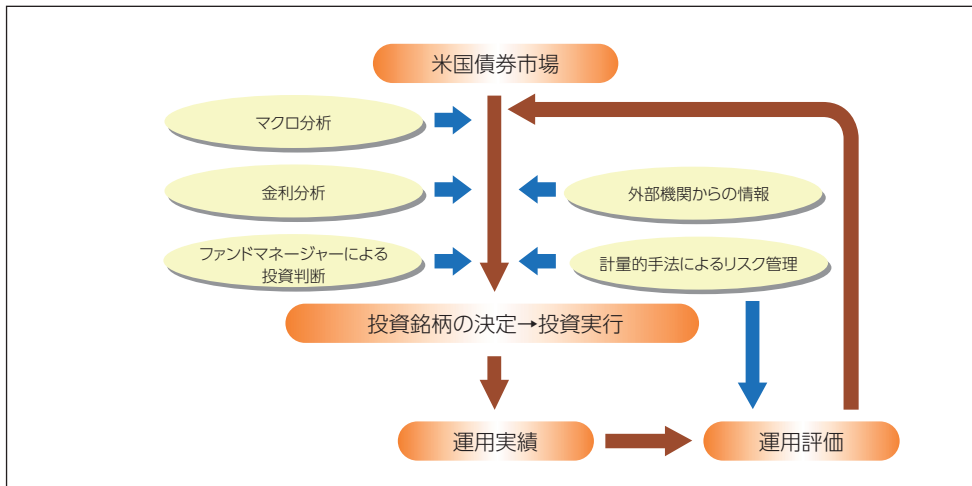 米国債券市場
マクロ分析
金利分析
外部機関からの情報
ファンドマネージャーによる
投資判断
計量的手法によるリスク管理
投資銘柄の決定→投資実行
運用実績
運用評価